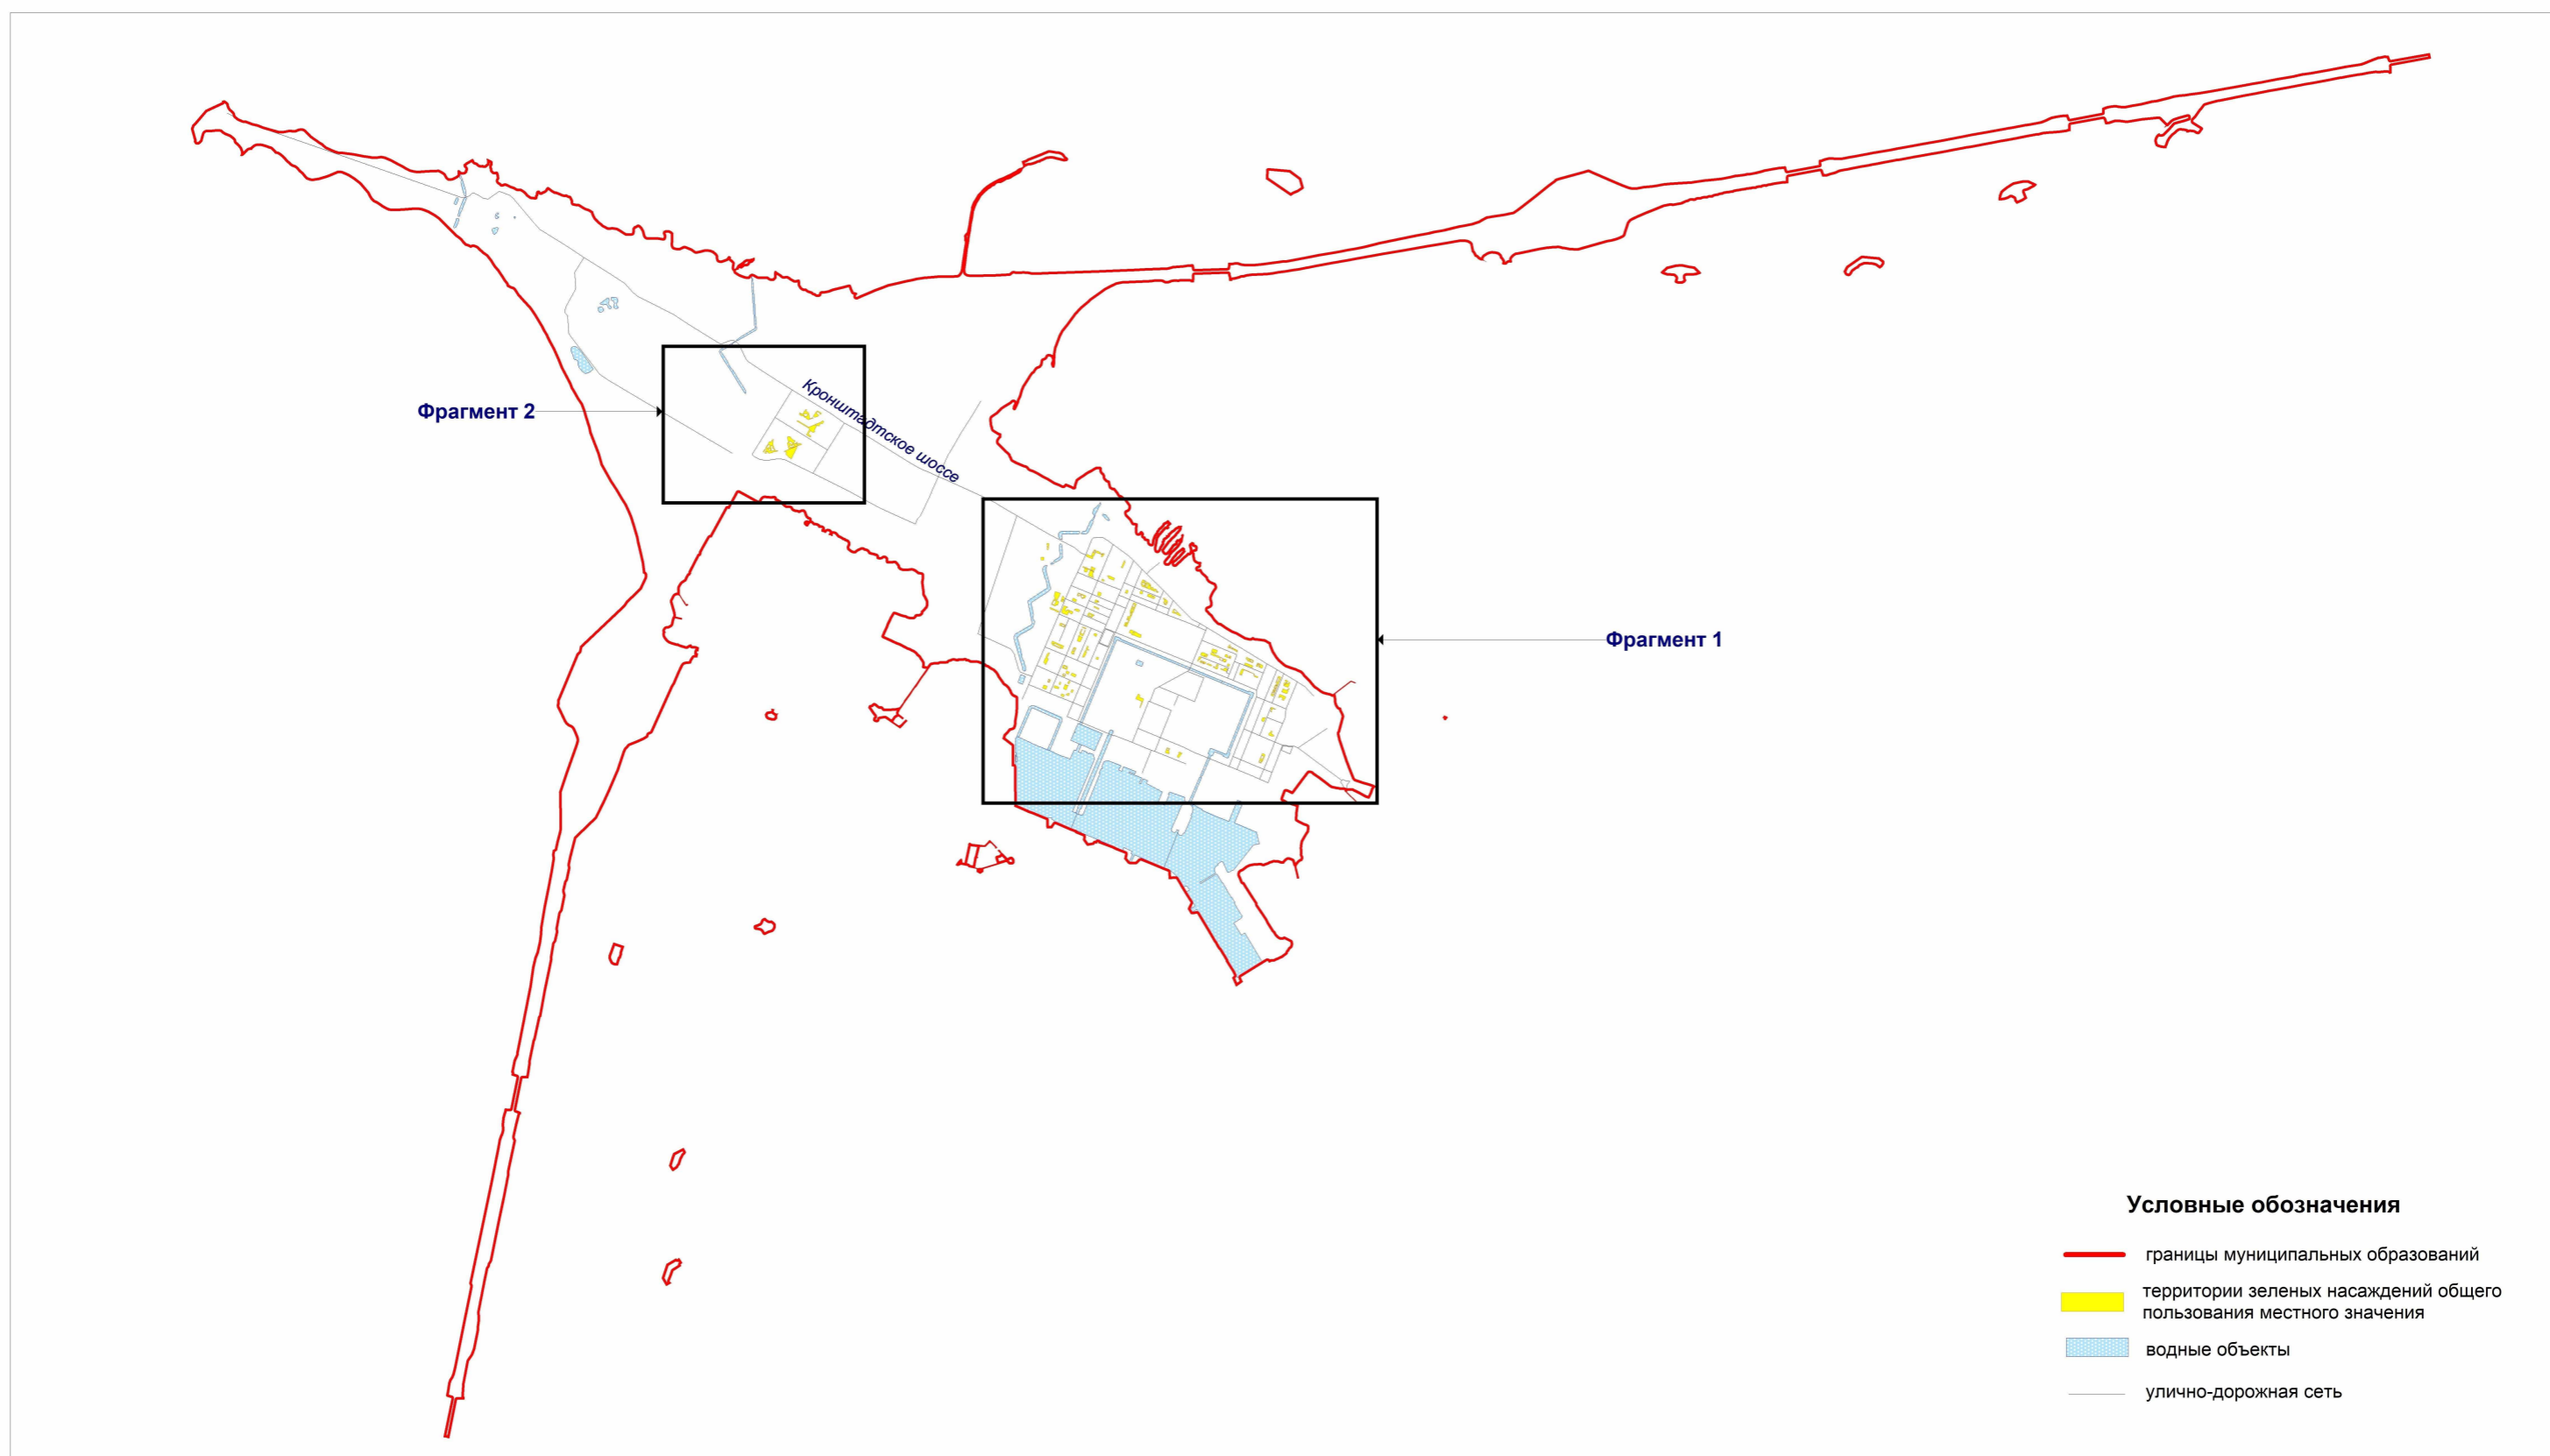 Фрагмент 2
Кронштадтское шоссе
Фрагмент 1
Условные обозначения
границы муниципальных образований
территории зеленых насаждений общего
пользования местного значения
водные объекты
улично-дорожная сеть